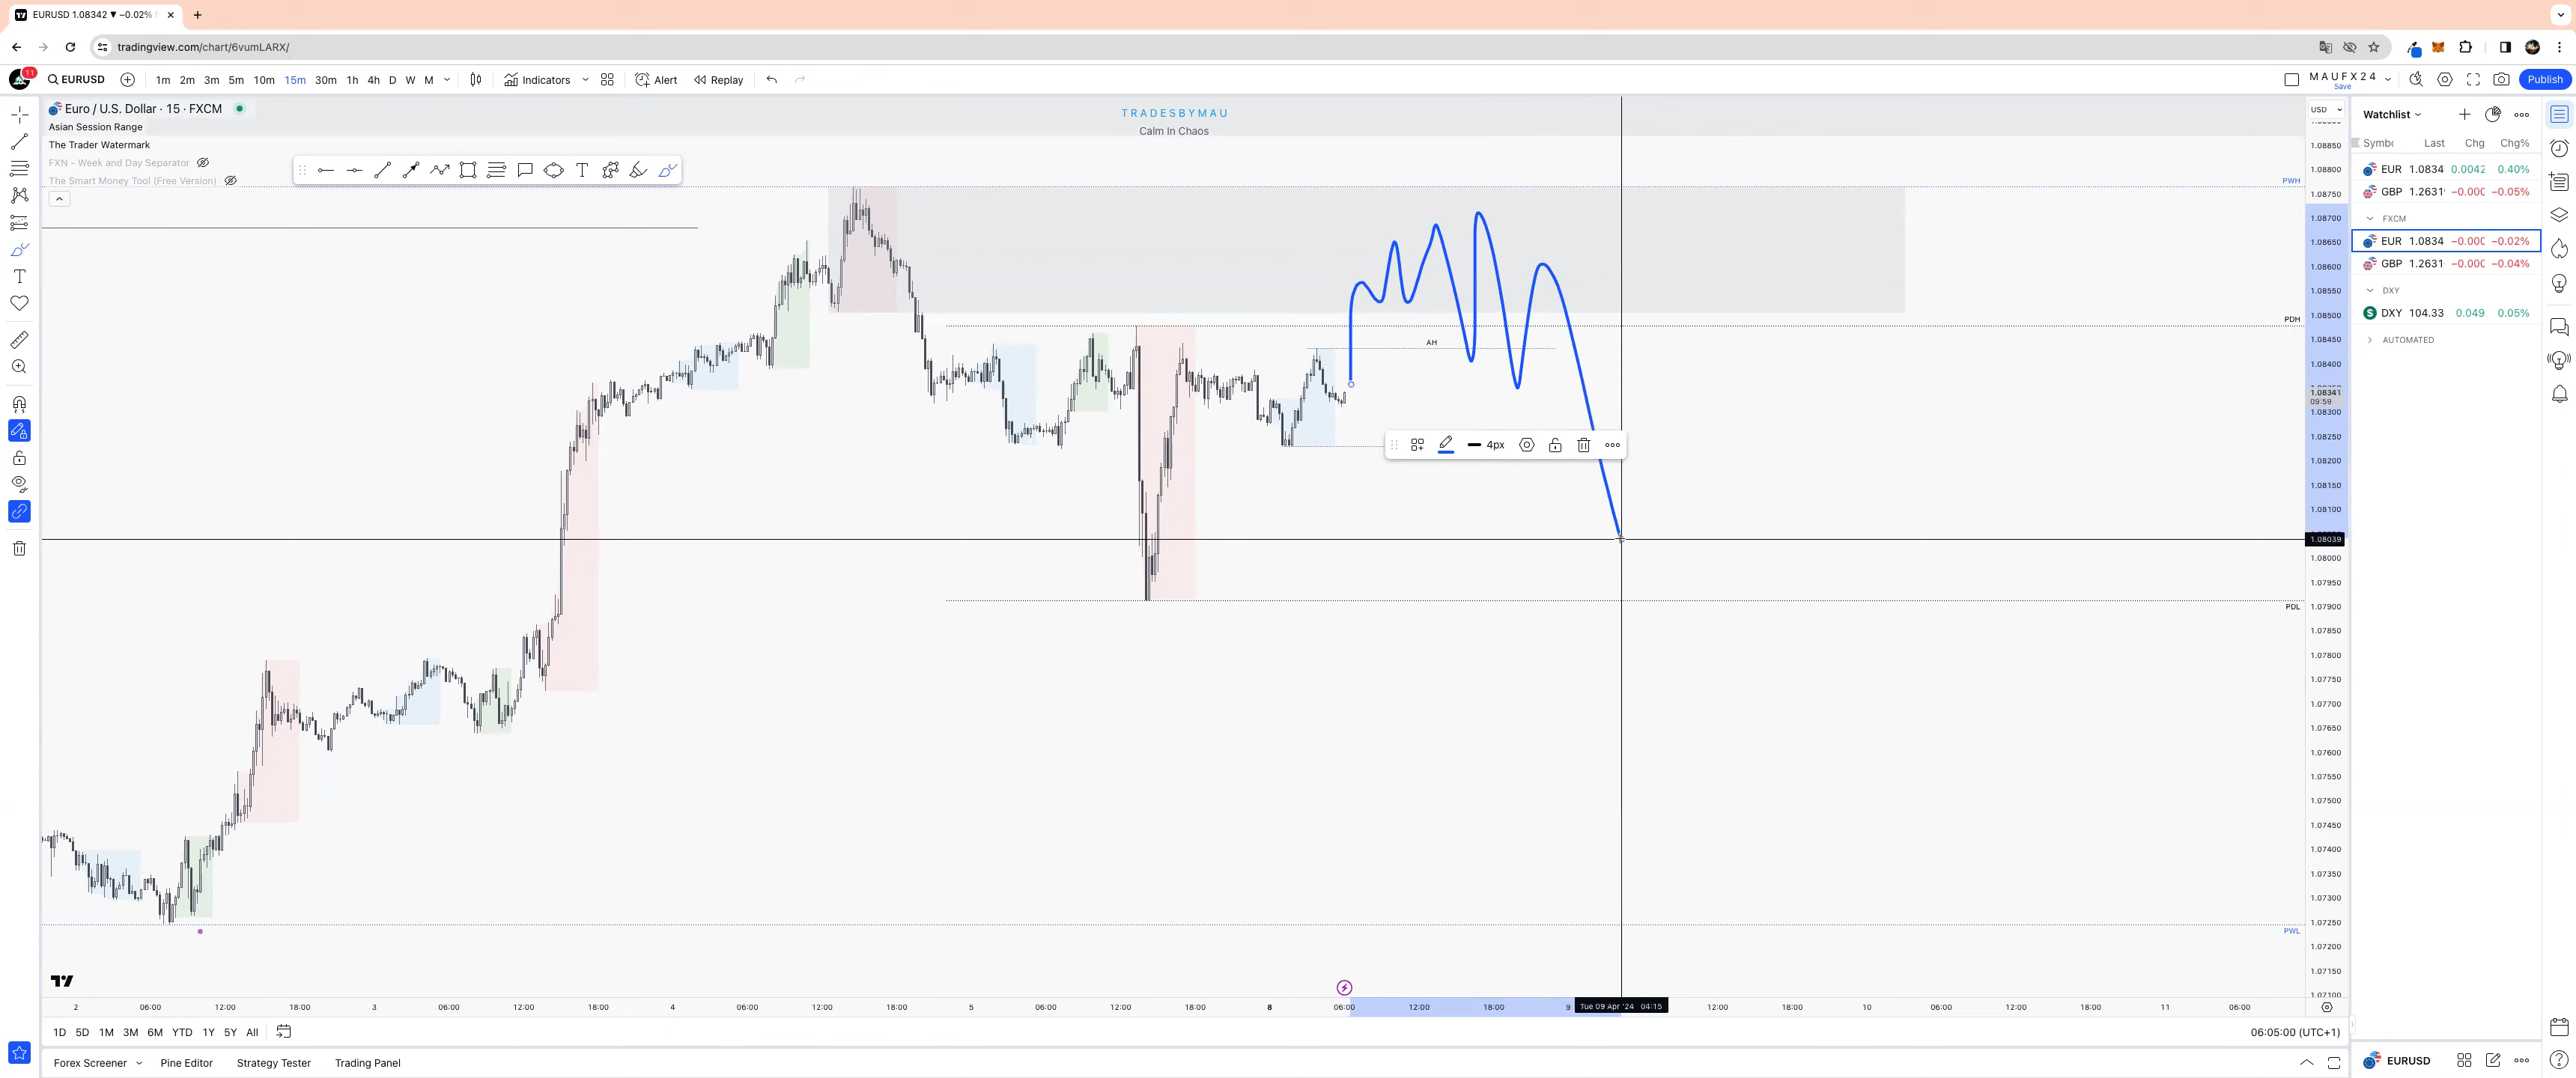 EURUSD 1.08342 ▼ −0.02%
tradingview.com/chart/6vumLARX/
11
EURUSD
1m 2m 3m 5m 10m 15m 30m 1h 4h D W M
Indicators
Alert
Replay
MAUFX24
Save
Publish
Euro / U.S. Dollar · 15 · FXCM
Asian Session Range
The Trader Watermark
FXN - Week and Day Separator
The Smart Money Tool (Free Version)
TRADESBYMAU
Calm In Chaos
USD
1.08850
1.08800
PWH
1.08750
1.08700
1.08650
1.08600
1.08550
1.08500
PDH
1.08450
AH
1.08400
1.08341
09:59
1.08300
1.08250
4px
1.08200
1.08150
1.08100
1.08039
1.08000
1.07950
1.07900
PDL
1.07850
1.07800
1.07750
1.07700
1.07650
1.07600
1.07550
1.07500
1.07450
1.07400
1.07350
1.07300
1.07250
PWL
1.07200
1.07150
1.07100
2 06:00 12:00 18:00 3 06:00 12:00 18:00 4 06:00 12:00 18:00 5 06:00 12:00 18:00 8 06:00 12:00 18:00 9 Tue 09 Apr '24 04:15 12:00 18:00 10 06:00 12:00 18:00 11 06:00
1D 5D 1M 3M 6M YTD 1Y 5Y All
06:05:00 (UTC+1)
Forex Screener
Pine Editor
Strategy Tester
Trading Panel
Watchlist
Last Chg Chg%
EUR 1.0834 0.0042 0.40%
GBP 1.2631 −0.05%
FXCM
EUR 1.0834 −0.02%
GBP 1.2631 −0.04%
DXY
DXY 104.33 0.049 0.05%
AUTOMATED
EURUSD